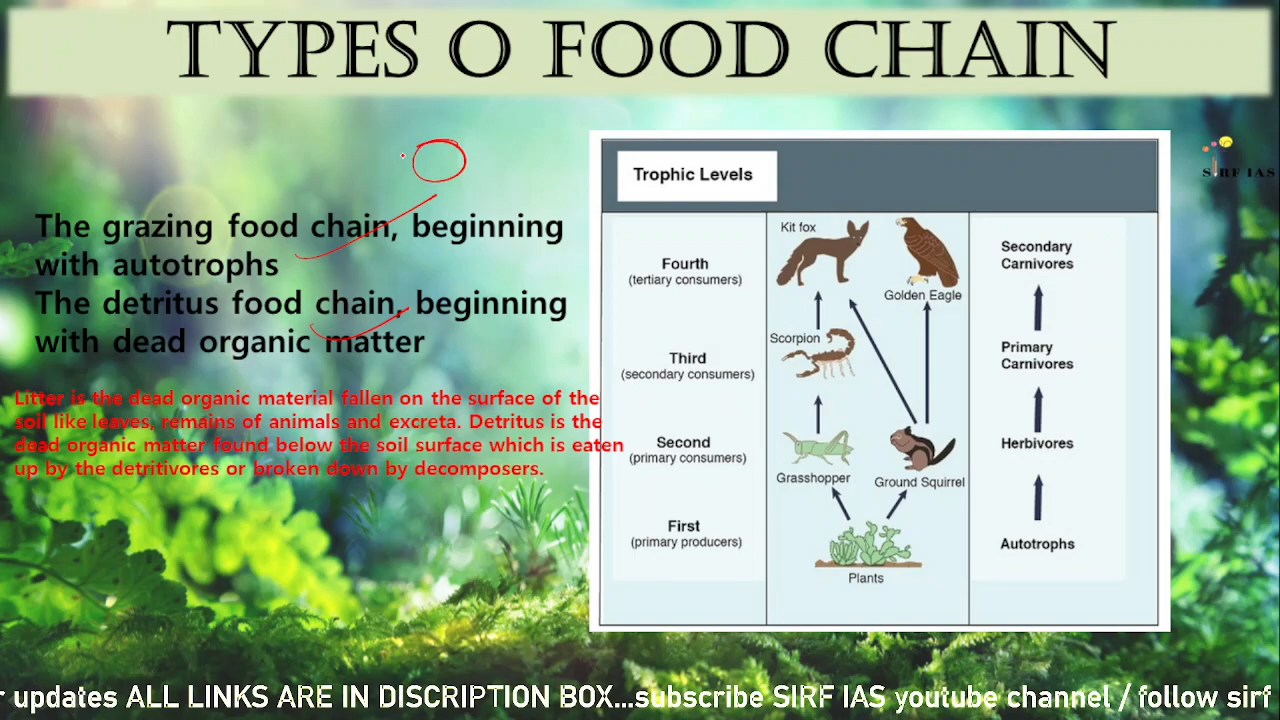 TYPES O FOOD CHAIN
SIRF IAS
The grazing food chain, beginning
with autotrophs
The detritus food chain, beginning
with dead organic matter
Litter is the dead organic material fallen on the surface of the
soil like leaves, remains of animals and excreta. Detritus is the
dead organic matter found below the soil surface which is eaten
up by the detritivores or broken down by decomposers.
Trophic Levels
Fourth
(tertiary consumers)
Third
(secondary consumers)
Second
(primary consumers)
First
(primary producers)
Kit fox
Golden Eagle
Scorpion
Grasshopper
Ground Squirrel
Plants
Secondary
Carnivores
Primary
Carnivores
Herbivores
Autotrophs
r updates ALL LINKS ARE IN DISCRIPTION BOX...subscribe SIRF IAS youtube channel / follow sirf